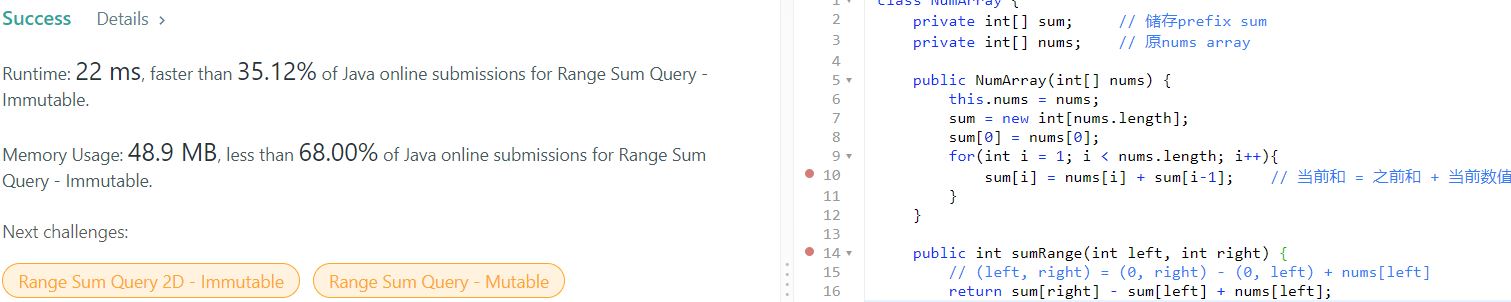 Success Details ›
Runtime: 22 ms, faster than 35.12% of Java online submissions for Range Sum Query -
Immutable.
Memory Usage: 48.9 MB, less than 68.00% of Java online submissions for Range Sum
Query - Immutable.
Next challenges:
Range Sum Query 2D - Immutable Range Sum Query - Mutable
1 class NumArray {
2 private int[] sum; // 储存prefix sum
3 private int[] nums; // 原nums array
4
5 public NumArray(int[] nums) {
6 this.nums = nums;
7 sum = new int[nums.length];
8 sum[0] = nums[0];
9 for(int i = 1; i < nums.length; i++){
10 sum[i] = nums[i] + sum[i-1]; // 当前和 = 之前和 + 当前数值
11 }
12 }
13
14 public int sumRange(int left, int right) {
15 // (left, right) = (0, right) - (0, left) + nums[left]
16 return sum[right] - sum[left] + nums[left];